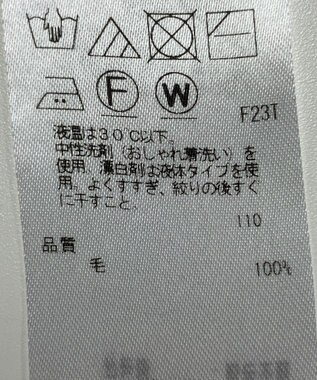 F
W
F23T
液温は30℃以下。
中性洗剤（おしゃれ着洗い）を
使用。漂白剤は液体タイプを使
用。よくすすぎ、絞りの後すぐ
に干すこと。
110
品質
毛 100%